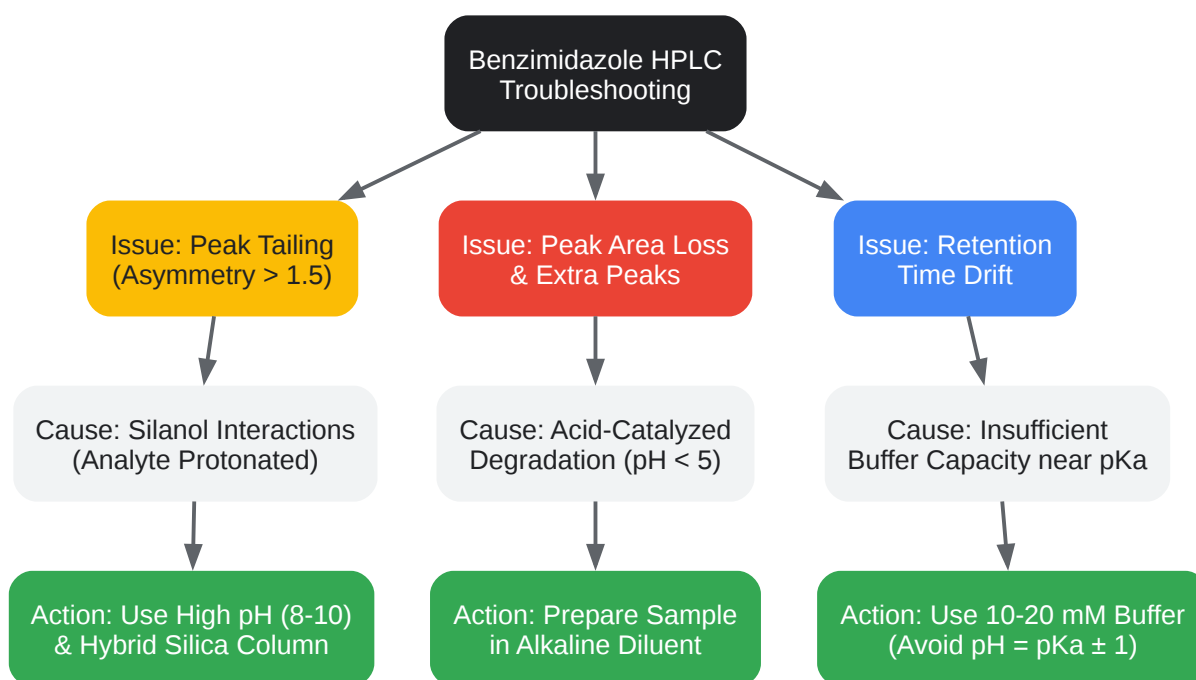 Benzimidazole HPLC
Troubleshooting
Issue: Peak Tailing
(Asymmetry > 1.5)
Issue: Peak Area Loss
& Extra Peaks
Issue: Retention
Time Drift
Cause: Silanol Interactions
(Analyte Protonated)
Cause: Acid-Catalyzed
Degradation (pH < 5)
Cause: Insufficient
Buffer Capacity near pKa
Action: Use High pH (8-10)
& Hybrid Silica Column
Action: Prepare Sample
in Alkaline Diluent
Action: Use 10-20 mM Buffer
(Avoid pH = pKa ± 1)